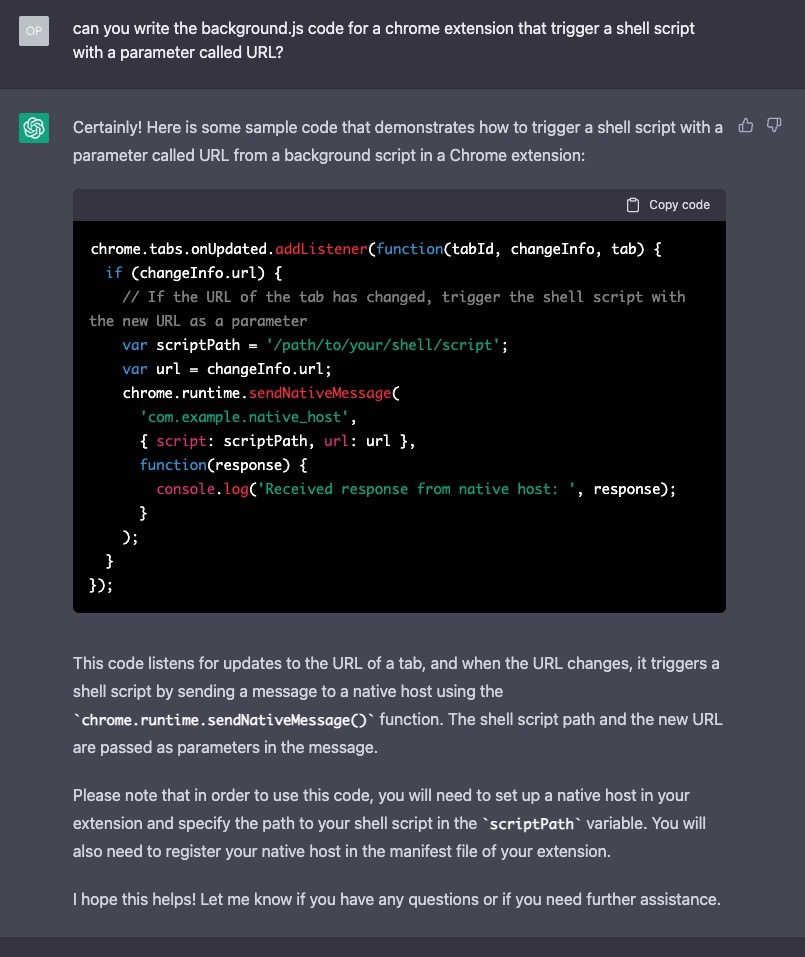 OP
can you write the background.js code for a chrome extension that trigger a shell script
with a parameter called URL?
Certainly! Here is some sample code that demonstrates how to trigger a shell script with a
parameter called URL from a background script in a Chrome extension:
Copy code
chrome.tabs.onUpdated.addListener(function(tabId, changeInfo, tab) {
  if (changeInfo.url) {
    // If the URL of the tab has changed, trigger the shell script with
the new URL as a parameter
    var scriptPath = '/path/to/your/shell/script';
    var url = changeInfo.url;
    chrome.runtime.sendNativeMessage(
      'com.example.native_host',
      { script: scriptPath, url: url },
      function(response) {
        console.log('Received response from native host: ', response);
      }
    );
  }
});
This code listens for updates to the URL of a tab, and when the URL changes, it triggers a
shell script by sending a message to a native host using the
`chrome.runtime.sendNativeMessage()` function. The shell script path and the new URL
are passed as parameters in the message.
Please note that in order to use this code, you will need to set up a native host in your
extension and specify the path to your shell script in the `scriptPath` variable. You will
also need to register your native host in the manifest file of your extension.
I hope this helps! Let me know if you have any questions or if you need further assistance.